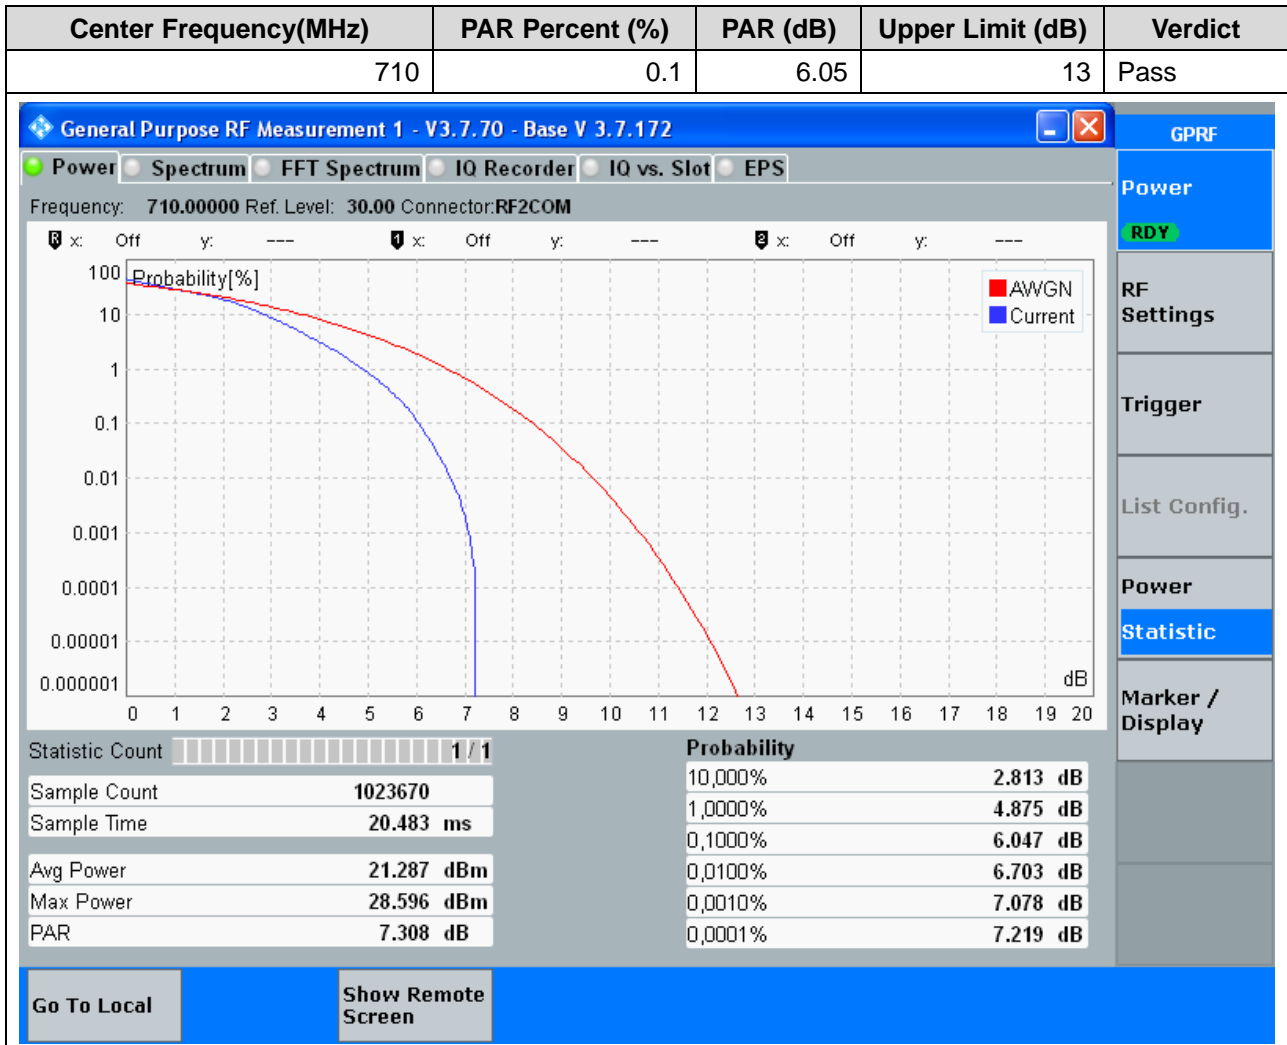 Center Frequency(MHz) PAR Percent (%) PAR (dB) Upper Limit (dB) Verdict
710 0.1 6.05 13 Pass
General Purpose RF Measurement 1 - V3.7.70 - Base V 3.7.172
GPRF
Power Spectrum FFT Spectrum IQ Recorder IQ vs. Slot EPS
Power
RDY
Frequency: 710.00000 Ref. Level: 30.00 Connector:RF2COM
R x: Off y: --- 1 x: Off y: --- 2 x: Off y: ---
Probability[%]
AWGN
Current
100
10
1
0.1
0.01
0.001
0.0001
0.00001
0.000001
dB
0 1 2 3 4 5 6 7 8 9 10 11 12 13 14 15 16 17 18 19 20
RF
Settings
Trigger
List Config.
Power
Statistic
Marker /
Display
Statistic Count 1 / 1
Sample Count 1023670
Sample Time 20.483 ms
Avg Power 21.287 dBm
Max Power 28.596 dBm
PAR 7.308 dB
Probability
10,000% 2.813 dB
1,0000% 4.875 dB
0,1000% 6.047 dB
0,0100% 6.703 dB
0,0010% 7.078 dB
0,0001% 7.219 dB
Go To Local
Show Remote
Screen